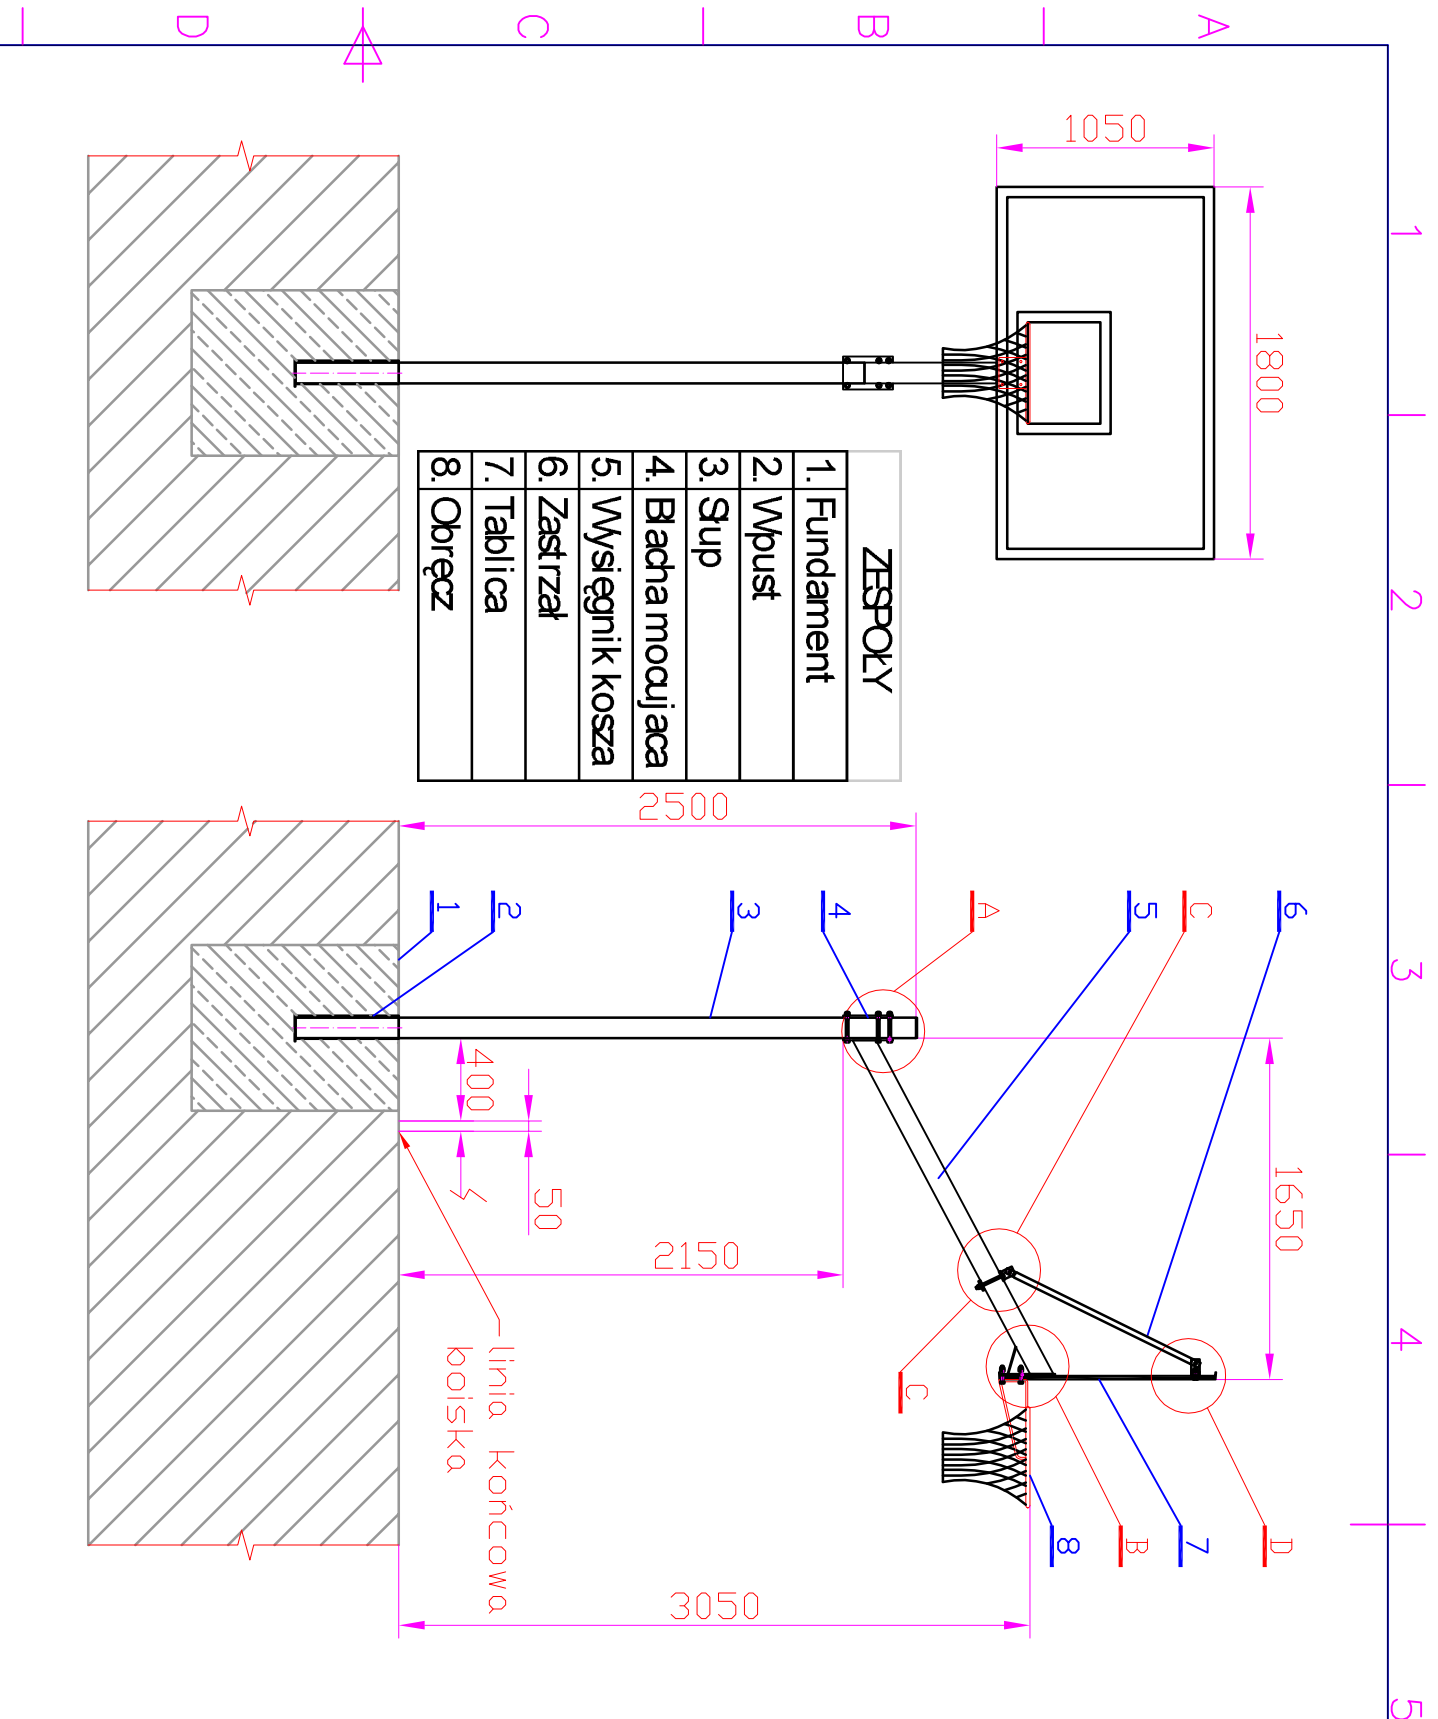 1
2
3
4
5
A
B
C
D
1050
1800
ZESPOŁY
1. Fundament
2. Wpust
3. Słup
4. Blacha mocujaca
5. Wysięgnik kosza
6. Zastrzał
7. Tablica
8. Obręcz
6
C
5
A
4
3
2
1
2500
1650
400
50
2150
3050
C
D
7
B
8
linia końcowa
boiska